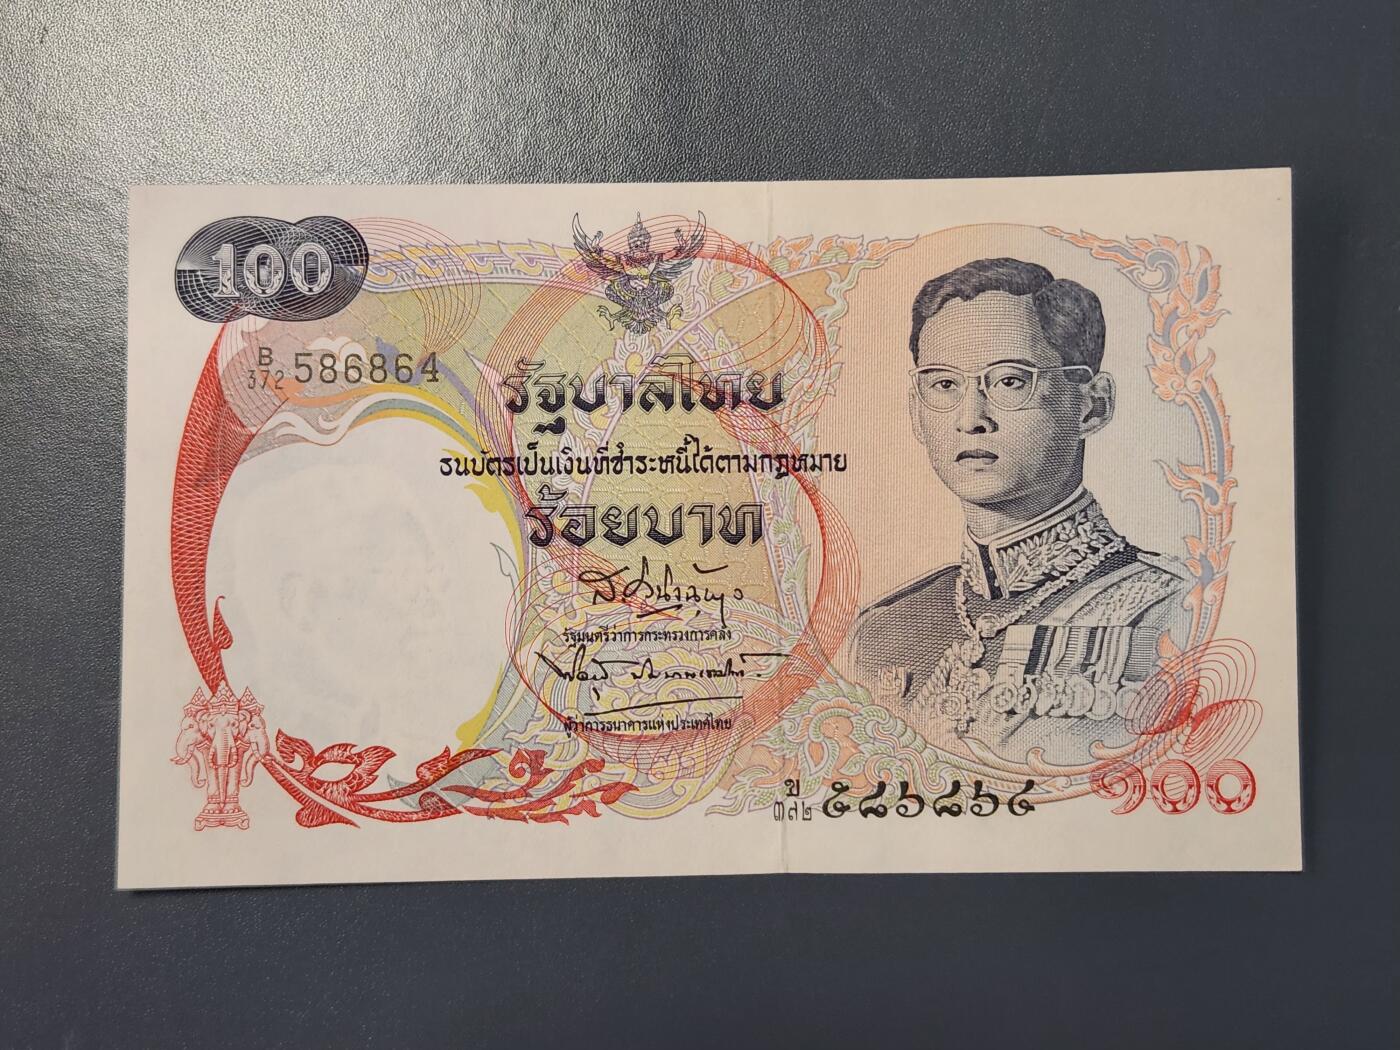 100
B
372 586864
รัฐบาลไทย
ธนบัตรเป็นเงินที่ชำระหนี้ได้ตามกฎหมาย
ร้อยบาท
รัฐมนตรีว่าการกระทรวงการคลัง
ผู้ว่าการธนาคารแห่งประเทศไทย
ป
๓๗๒ ๕๘๖๘๖๔
๑๐๐